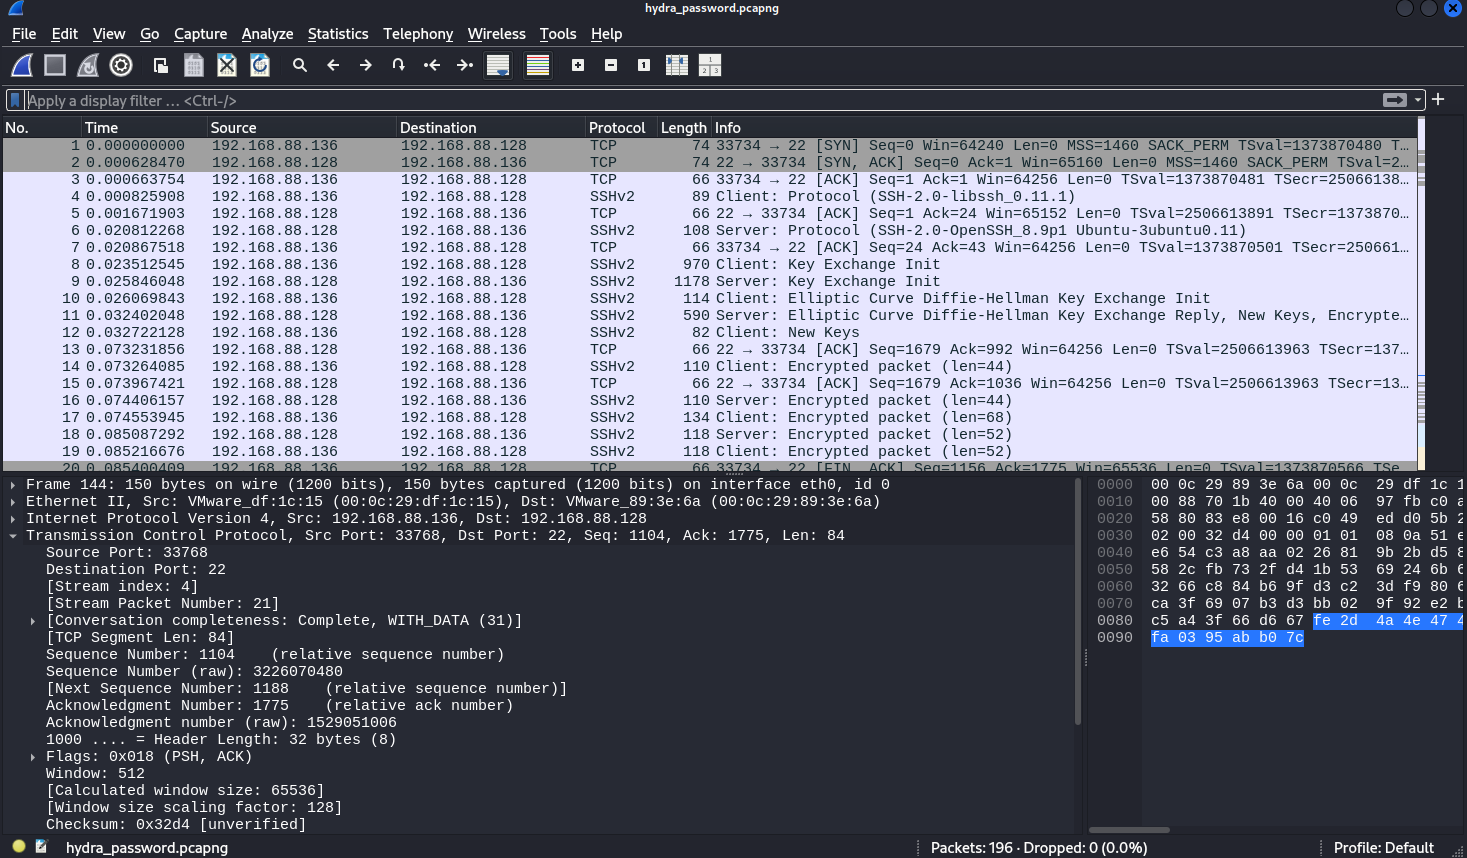 hydra_password.pcapng
File Edit View Go Capture Analyze Statistics Telephony Wireless Tools Help
Apply a display filter … <Ctrl-/>
No. Time Source Destination Protocol Length Info
1 0.000000000 192.168.88.136 192.168.88.128 TCP 74 33734 → 22 [SYN] Seq=0 Win=64240 Len=0 MSS=1460 SACK_PERM TSval=1373870480 T…
2 0.000628470 192.168.88.128 192.168.88.136 TCP 74 22 → 33734 [SYN, ACK] Seq=0 Ack=1 Win=65160 Len=0 MSS=1460 SACK_PERM TSval=2…
3 0.000663754 192.168.88.136 192.168.88.128 TCP 66 33734 → 22 [ACK] Seq=1 Ack=1 Win=64256 Len=0 TSval=1373870481 TSecr=25066138…
4 0.000825908 192.168.88.136 192.168.88.128 SSHv2 89 Client: Protocol (SSH-2.0-libssh_0.11.1)
5 0.001671903 192.168.88.128 192.168.88.136 TCP 66 22 → 33734 [ACK] Seq=1 Ack=24 Win=65152 Len=0 TSval=2506613891 TSecr=1373870…
6 0.020812268 192.168.88.128 192.168.88.136 SSHv2 108 Server: Protocol (SSH-2.0-OpenSSH_8.9p1 Ubuntu-3ubuntu0.11)
7 0.020867518 192.168.88.136 192.168.88.128 TCP 66 33734 → 22 [ACK] Seq=24 Ack=43 Win=64256 Len=0 TSval=1373870501 TSecr=250661…
8 0.023512545 192.168.88.136 192.168.88.128 SSHv2 970 Client: Key Exchange Init
9 0.025846048 192.168.88.128 192.168.88.136 SSHv2 1178 Server: Key Exchange Init
10 0.026069843 192.168.88.136 192.168.88.128 SSHv2 114 Client: Elliptic Curve Diffie-Hellman Key Exchange Init
11 0.032402048 192.168.88.128 192.168.88.136 SSHv2 590 Server: Elliptic Curve Diffie-Hellman Key Exchange Reply, New Keys, Encrypte…
12 0.032722128 192.168.88.136 192.168.88.128 SSHv2 82 Client: New Keys
13 0.073231856 192.168.88.128 192.168.88.136 TCP 66 22 → 33734 [ACK] Seq=1679 Ack=992 Win=64256 Len=0 TSval=2506613963 TSecr=137…
14 0.073264085 192.168.88.136 192.168.88.128 SSHv2 110 Client: Encrypted packet (len=44)
15 0.073967421 192.168.88.128 192.168.88.136 TCP 66 22 → 33734 [ACK] Seq=1679 Ack=1036 Win=64256 Len=0 TSval=2506613963 TSecr=13…
16 0.074406157 192.168.88.128 192.168.88.136 SSHv2 110 Server: Encrypted packet (len=44)
17 0.074553945 192.168.88.136 192.168.88.128 SSHv2 134 Client: Encrypted packet (len=68)
18 0.085087292 192.168.88.128 192.168.88.136 SSHv2 118 Server: Encrypted packet (len=52)
19 0.085216676 192.168.88.136 192.168.88.128 SSHv2 118 Client: Encrypted packet (len=52)
20 0.085400409 192.168.88.136 192.168.88.128 TCP 66 33734 → 22 [FIN, ACK] Seq=1156 Ack=1775 Win=65536 Len=0 TSval=1373870566 TSe…
Frame 144: 150 bytes on wire (1200 bits), 150 bytes captured (1200 bits) on interface eth0, id 0
Ethernet II, Src: VMware_df:1c:15 (00:0c:29:df:1c:15), Dst: VMware_89:3e:6a (00:0c:29:89:3e:6a)
Internet Protocol Version 4, Src: 192.168.88.136, Dst: 192.168.88.128
Transmission Control Protocol, Src Port: 33768, Dst Port: 22, Seq: 1104, Ack: 1775, Len: 84
Source Port: 33768
Destination Port: 22
[Stream index: 4]
[Stream Packet Number: 21]
[Conversation completeness: Complete, WITH_DATA (31)]
[TCP Segment Len: 84]
Sequence Number: 1104 (relative sequence number)
Sequence Number (raw): 3226070480
[Next Sequence Number: 1188 (relative sequence number)]
Acknowledgment Number: 1775 (relative ack number)
Acknowledgment number (raw): 1529051006
1000 .... = Header Length: 32 bytes (8)
Flags: 0x018 (PSH, ACK)
Window: 512
[Calculated window size: 65536]
[Window size scaling factor: 128]
Checksum: 0x32d4 [unverified]
0000 00 0c 29 89 3e 6a 00 0c 29 df 1c 1
0010 00 88 70 1b 40 00 40 06 97 fb c0 a
0020 58 80 83 e8 00 16 c0 49 ed d0 5b 2
0030 02 00 32 d4 00 00 01 01 08 0a 51 e
0040 e6 54 c3 a8 aa 02 26 81 9b 2b d5 8
0050 58 2c fb 73 2f d4 1b 53 69 24 6b 6
0060 32 66 c8 84 b6 9f d3 c2 3d f9 80 6
0070 ca 3f 69 07 b3 d3 bb 02 9f 92 e2 b
0080 c5 a4 3f 66 d6 67 fe 2d 4a 4e 47 4
0090 fa 03 95 ab b0 7c
hydra_password.pcapng
Packets: 196 · Dropped: 0 (0.0%)
Profile: Default